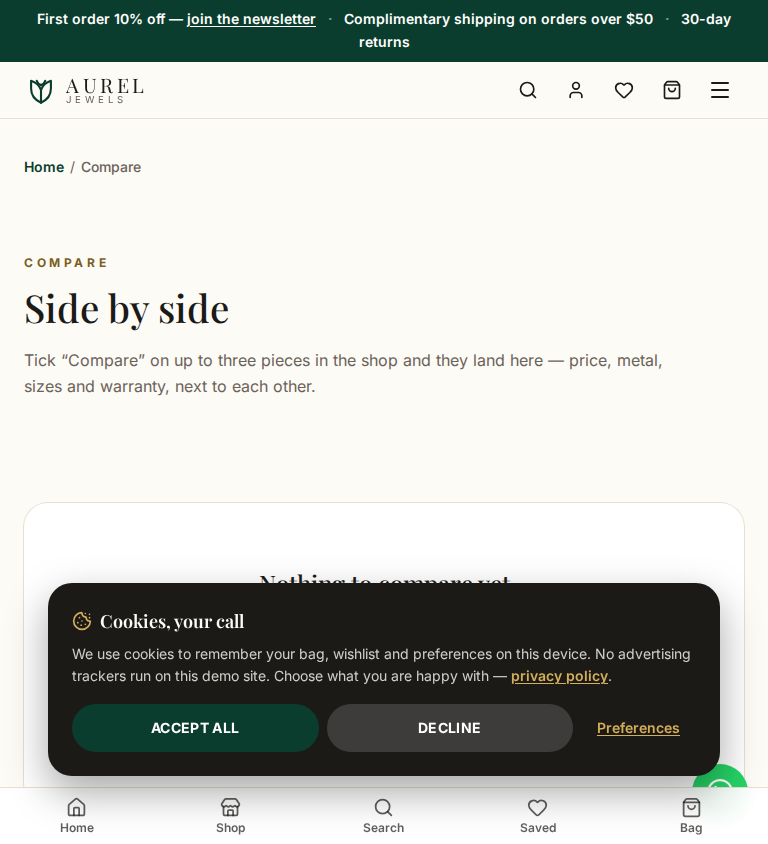 First order 10% off — join the newsletter · Complimentary shipping on orders over $50 · 30-day
returns
AUREL
JEWELS
Home / Compare
COMPARE
Side by side
Tick “Compare” on up to three pieces in the shop and they land here — price, metal,
sizes and warranty, next to each other.
Nothing to compare yet
Cookies, your call
We use cookies to remember your bag, wishlist and preferences on this device. No advertising
trackers run on this demo site. Choose what you are happy with — privacy policy.
ACCEPT ALL DECLINE Preferences
Home Shop Search Saved Bag